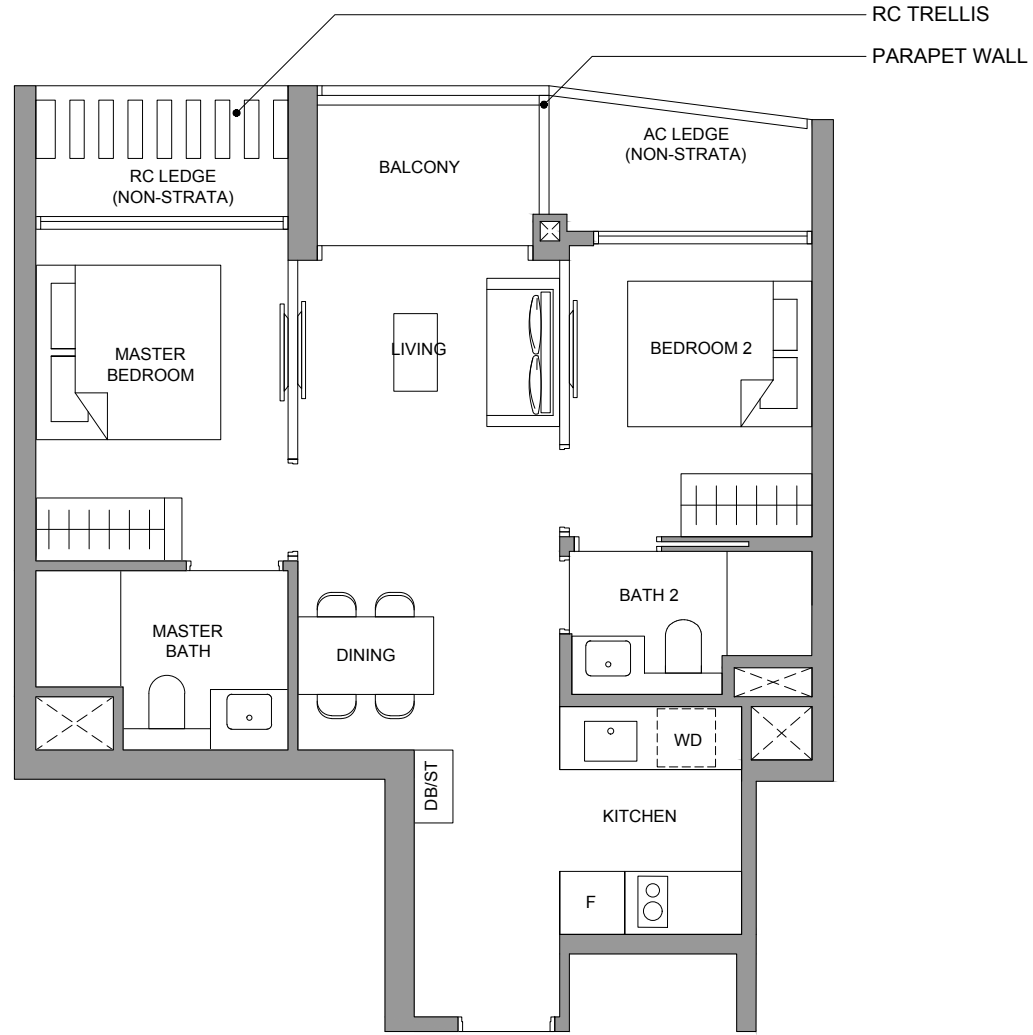 RC TRELLIS
PARAPET WALL
AC LEDGE
(NON-STRATA)
BALCONY
RC LEDGE
(NON-STRATA)
MASTER
BEDROOM
LIVING
BEDROOM 2
BATH 2
MASTER
BATH
DINING
WD
DB/ST
KITCHEN
F